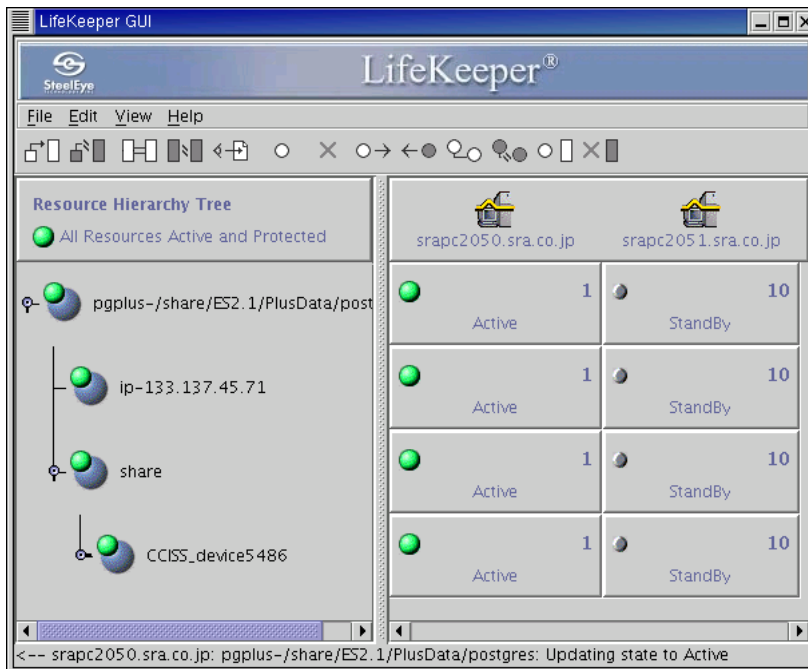 LifeKeeper GUI
SteelEye
LifeKeeper®
File Edit View Help
Resource Hierarchy Tree
All Resources Active and Protected
srapc2050.sra.co.jp srapc2051.sra.co.jp
pgplus-/share/ES2.1/PlusData/post
1 10
Active StandBy
ip-133.137.45.71
1 10
Active StandBy
share
1 10
Active StandBy
CCISS_device5486
1 10
Active StandBy
<-- srapc2050.sra.co.jp: pgplus-/share/ES2.1/PlusData/postgres: Updating state to Active